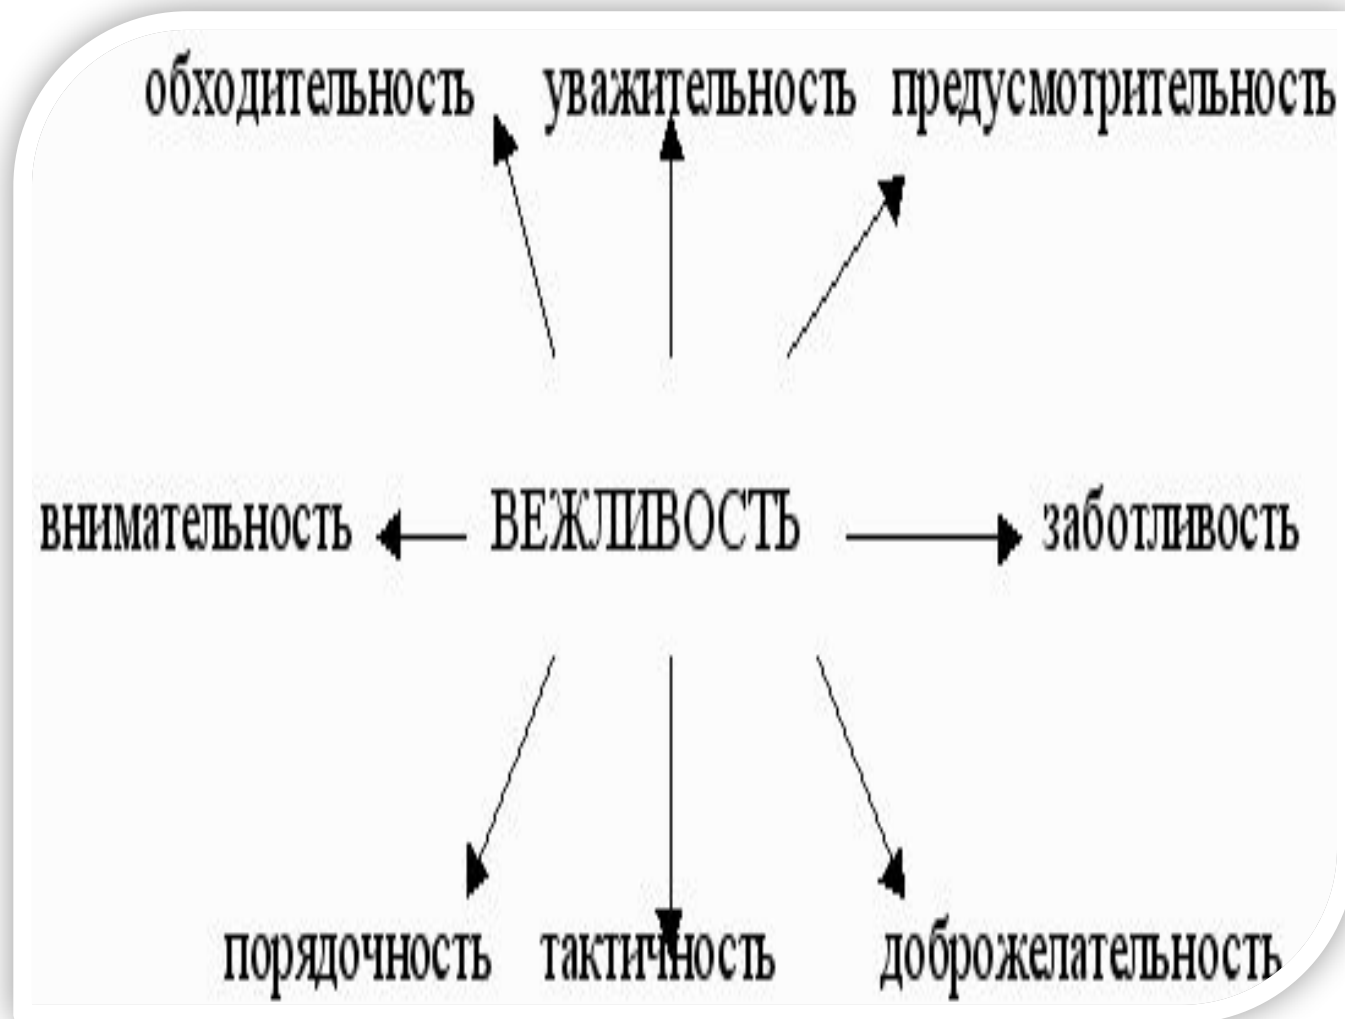 обходительность уважительность предусмотрительность
внимательность ВЕЖЛИВОСТЬ заботливость
порядочность тактичность доброжелательность